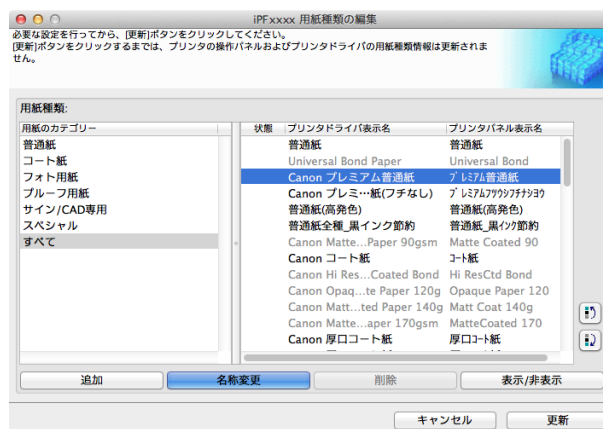 iPFxxxx 用紙種類の編集
必要な設定を行ってから、[更新]ボタンをクリックしてください。
[更新]ボタンをクリックするまでは、プリンタの操作パネルおよびプリンタドライバの用紙種類情報は更新されま
せん。
用紙種類:
用紙のカテゴリー
普通紙
コート紙
フォト用紙
プルーフ用紙
サイン/CAD専用
スペシャル
すべて
状態 プリンタドライバ表示名 プリンタパネル表示名
普通紙 普通紙
Universal Bond Paper Universal Bond
Canon プレミアム普通紙 プレミアム普通紙
Canon プレミ…紙(フチなし) プレミアムフツウシフチナシヨウ
普通紙(高発色) 普通紙(高発色)
普通紙全種_黒インク節約 普通紙_黒インク節約
Canon Matte...Paper 90gsm Matte Coated 90
Canon コート紙 コート紙
Canon Hi Res...Coated Bond Hi ResCtd Bond
Canon Opaq...te Paper 120g Opaque Paper 120
Canon Matt...ted Paper 140g Matt Coat 140g
Canon Matte...aper 170gsm MatteCoated 170
Canon 厚口コート紙 厚口コート紙
追加 名称変更 削除 表示/非表示
キャンセル 更新